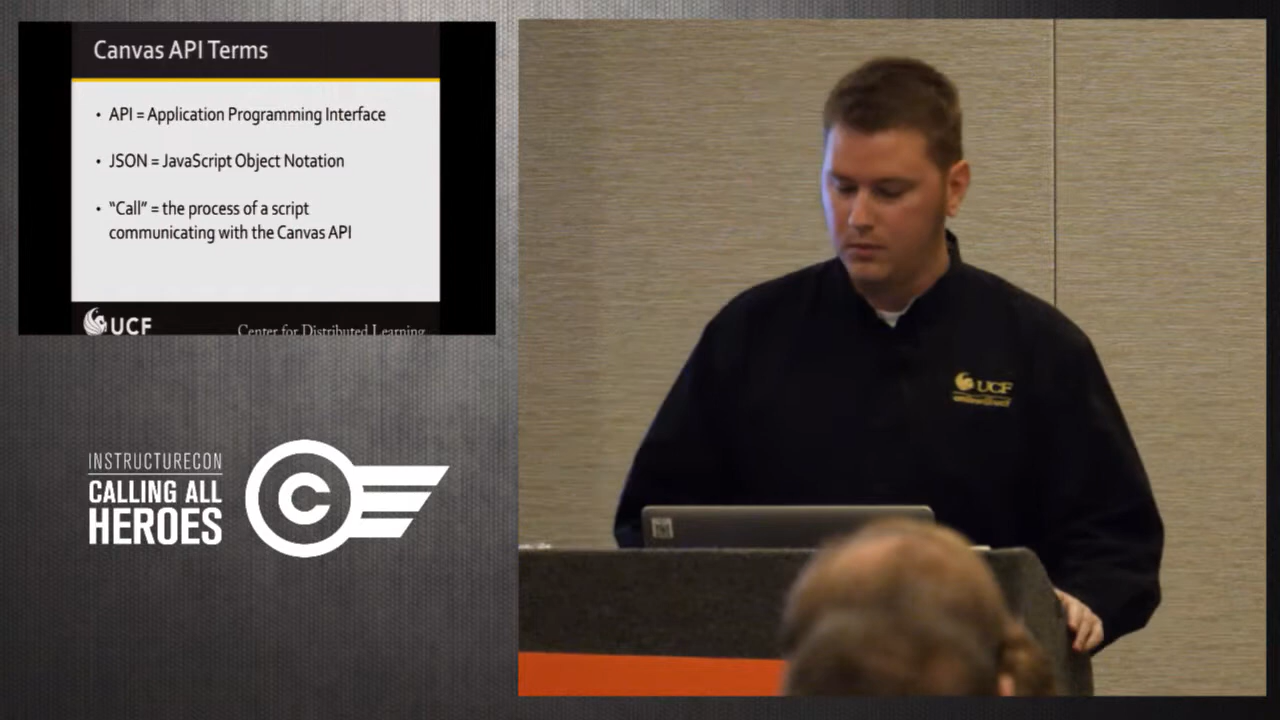 Canvas API Terms
• API = Application Programming Interface
• JSON = JavaScript Object Notation
• “Call” = the process of a script
communicating with the Canvas API
UCF
Center for Distributed Learning
INSTRUCTURECON
CALLING ALL
HEROES
C
UCF